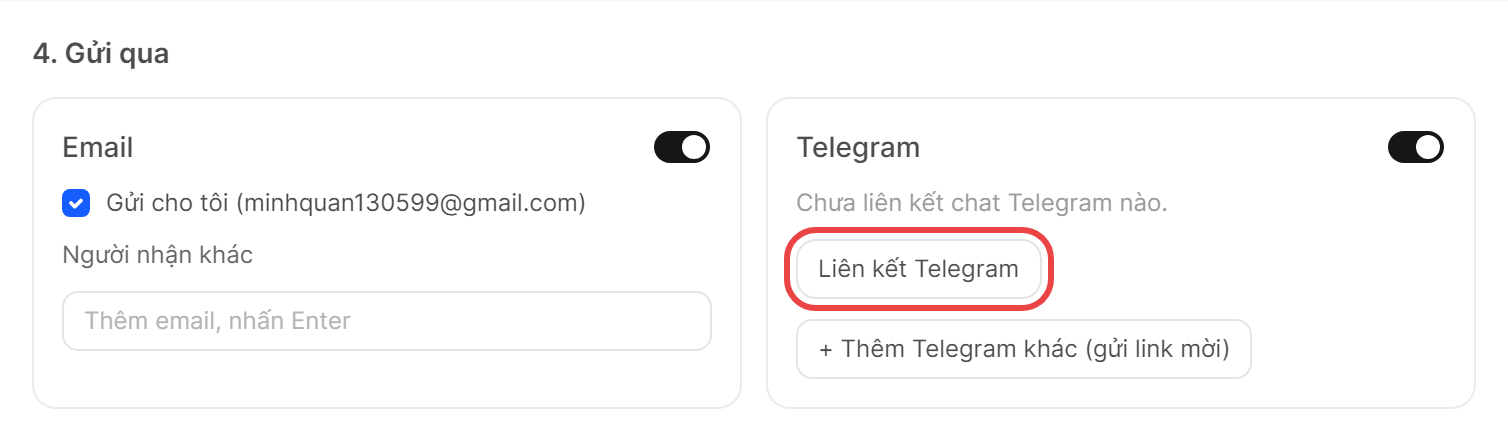 4. Gửi qua
Email
Gửi cho tôi (minhquan130599@gmail.com)
Người nhận khác
Thêm email, nhấn Enter
Telegram
Chưa liên kết chat Telegram nào.
Liên kết Telegram
+ Thêm Telegram khác (gửi link mời)